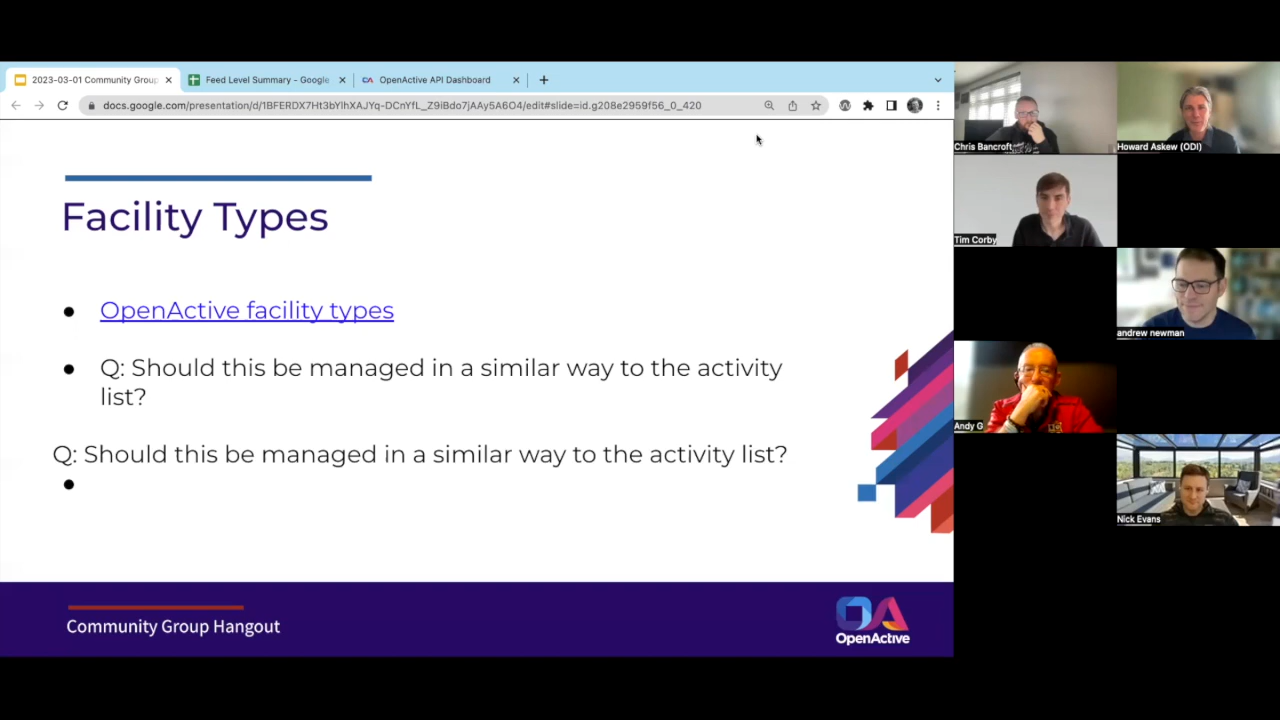 2023-03-01 Community Group
Feed Level Summary - Google
OpenActive API Dashboard
docs.google.com/presentation/d/1BFERDX7Ht3bYlhXAJYq-DCnYfL_Z9iBdo7jAAy5A6O4/edit#slide=id.g208e2959f56_0_420
Facility Types
OpenActive facility types
Q: Should this be managed in a similar way to the activity
list?
Q: Should this be managed in a similar way to the activity list?
Community Group Hangout
OA
OpenActive
Chris Bancroft
Howard Askew (ODI)
Tim Corby
andrew newman
Andy G
Nick Evans